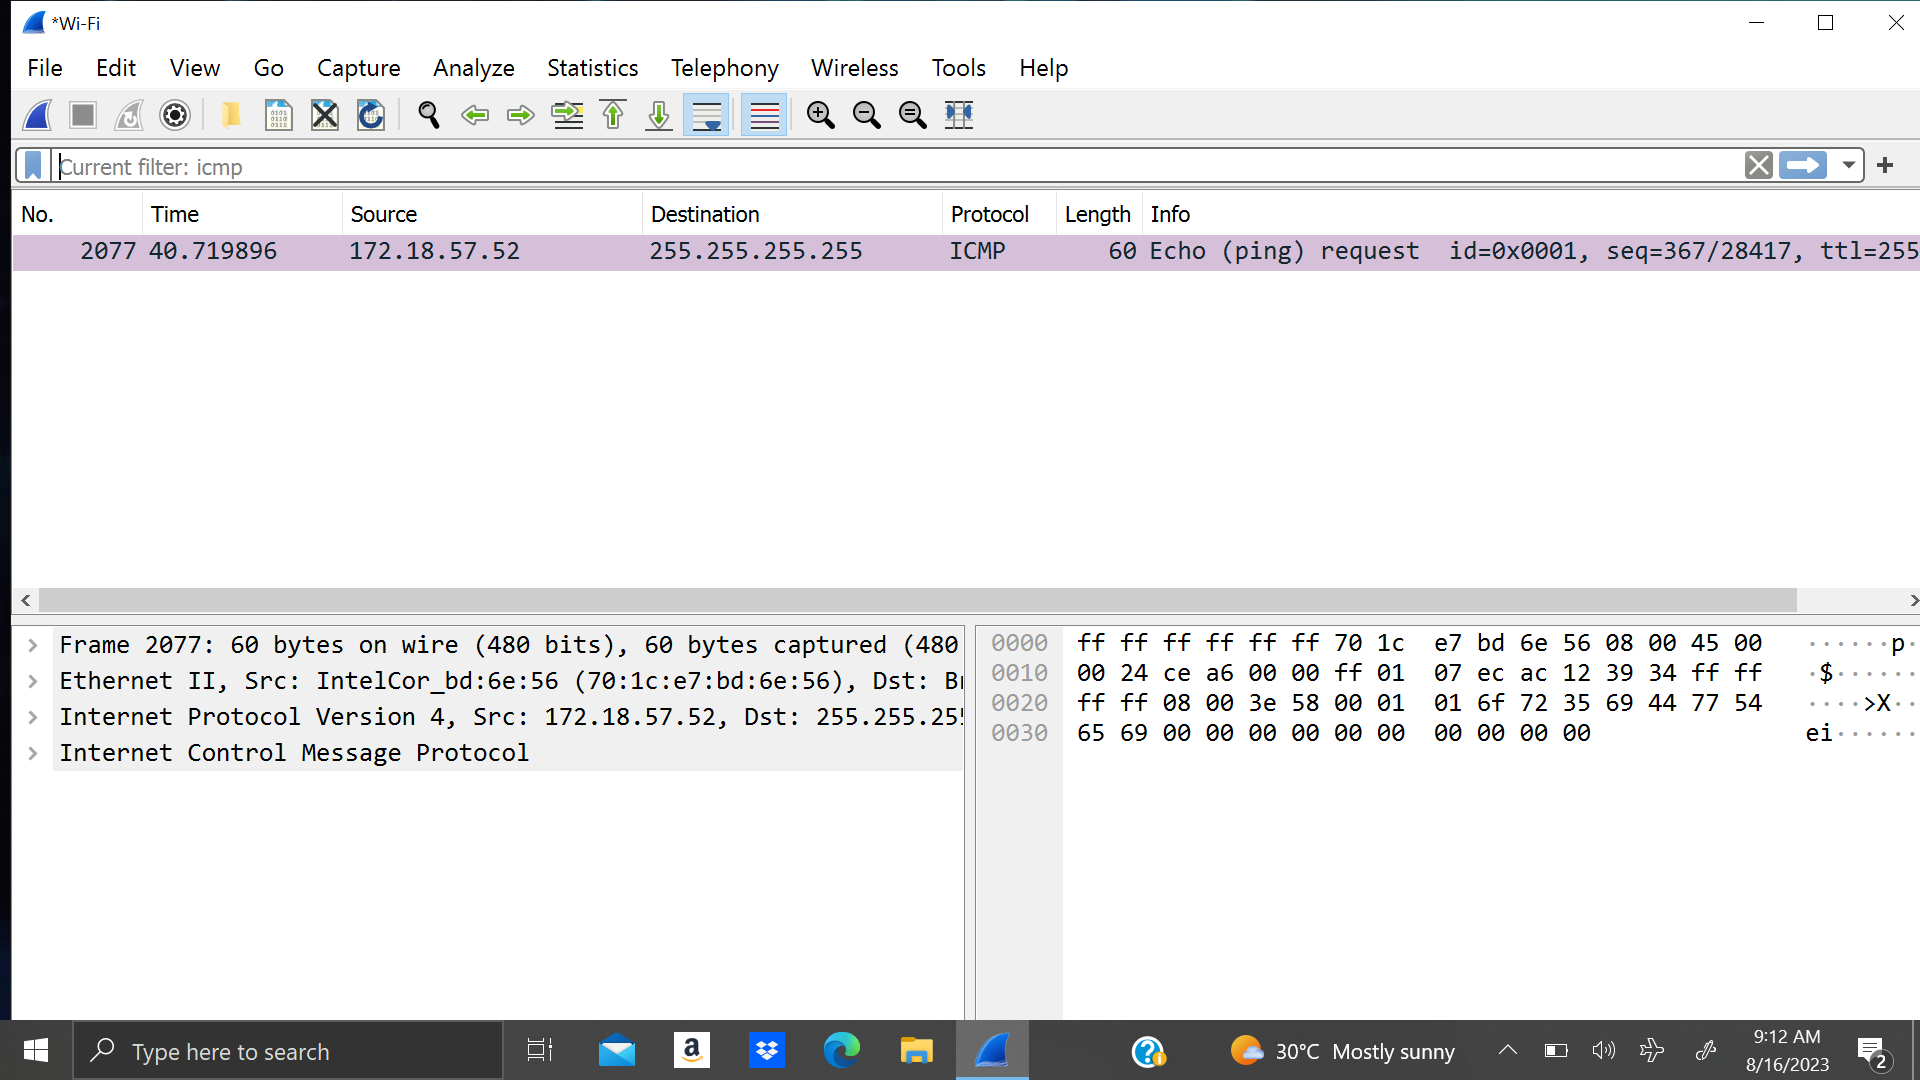 *Wi-Fi
File Edit View Go Capture Analyze Statistics Telephony Wireless Tools Help
Current filter: icmp
No. Time Source Destination Protocol Length Info
2077 40.719896 172.18.57.52 255.255.255.255 ICMP 60 Echo (ping) request id=0x0001, seq=367/28417, ttl=255
Frame 2077: 60 bytes on wire (480 bits), 60 bytes captured (480
Ethernet II, Src: IntelCor_bd:6e:56 (70:1c:e7:bd:6e:56), Dst: Br
Internet Protocol Version 4, Src: 172.18.57.52, Dst: 255.255.255
Internet Control Message Protocol
0000 ff ff ff ff ff ff 70 1c e7 bd 6e 56 08 00 45 00 ······p·
0010 00 24 ce a6 00 00 ff 01 07 ec ac 12 39 34 ff ff ·$······
0020 ff ff 08 00 3e 58 00 01 01 6f 72 35 69 44 77 54 ····>X··
0030 65 69 00 00 00 00 00 00 00 00 00 00 ei······
Type here to search
30°C Mostly sunny
9:12 AM
8/16/2023
2